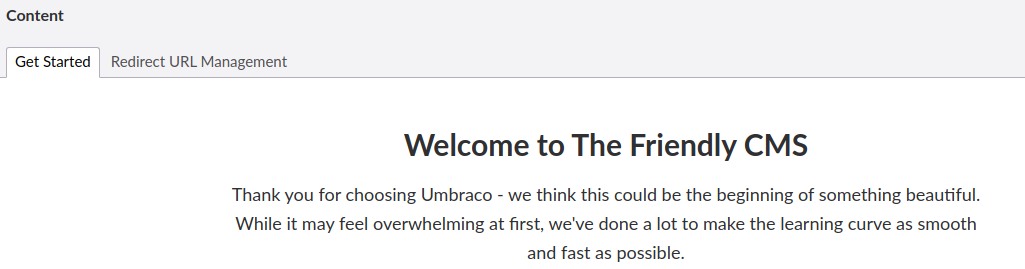 Content
Get Started
Redirect URL Management
Welcome to The Friendly CMS
Thank you for choosing Umbraco - we think this could be the beginning of something beautiful.
While it may feel overwhelming at first, we've done a lot to make the learning curve as smooth
and fast as possible.